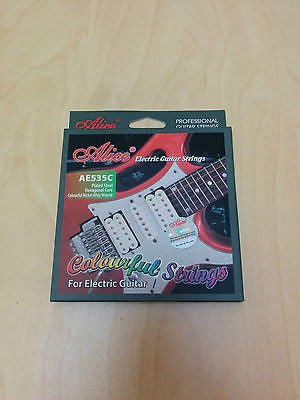 Alice
PROFESSIONAL
GUITAR STRINGS
Alice® Electric Guitar Strings
AE535C
Plated Steel
Hexagonal Core
Colourful Nickel Alloy Wound
Alice
Colourful Strings
For Electric Guitar